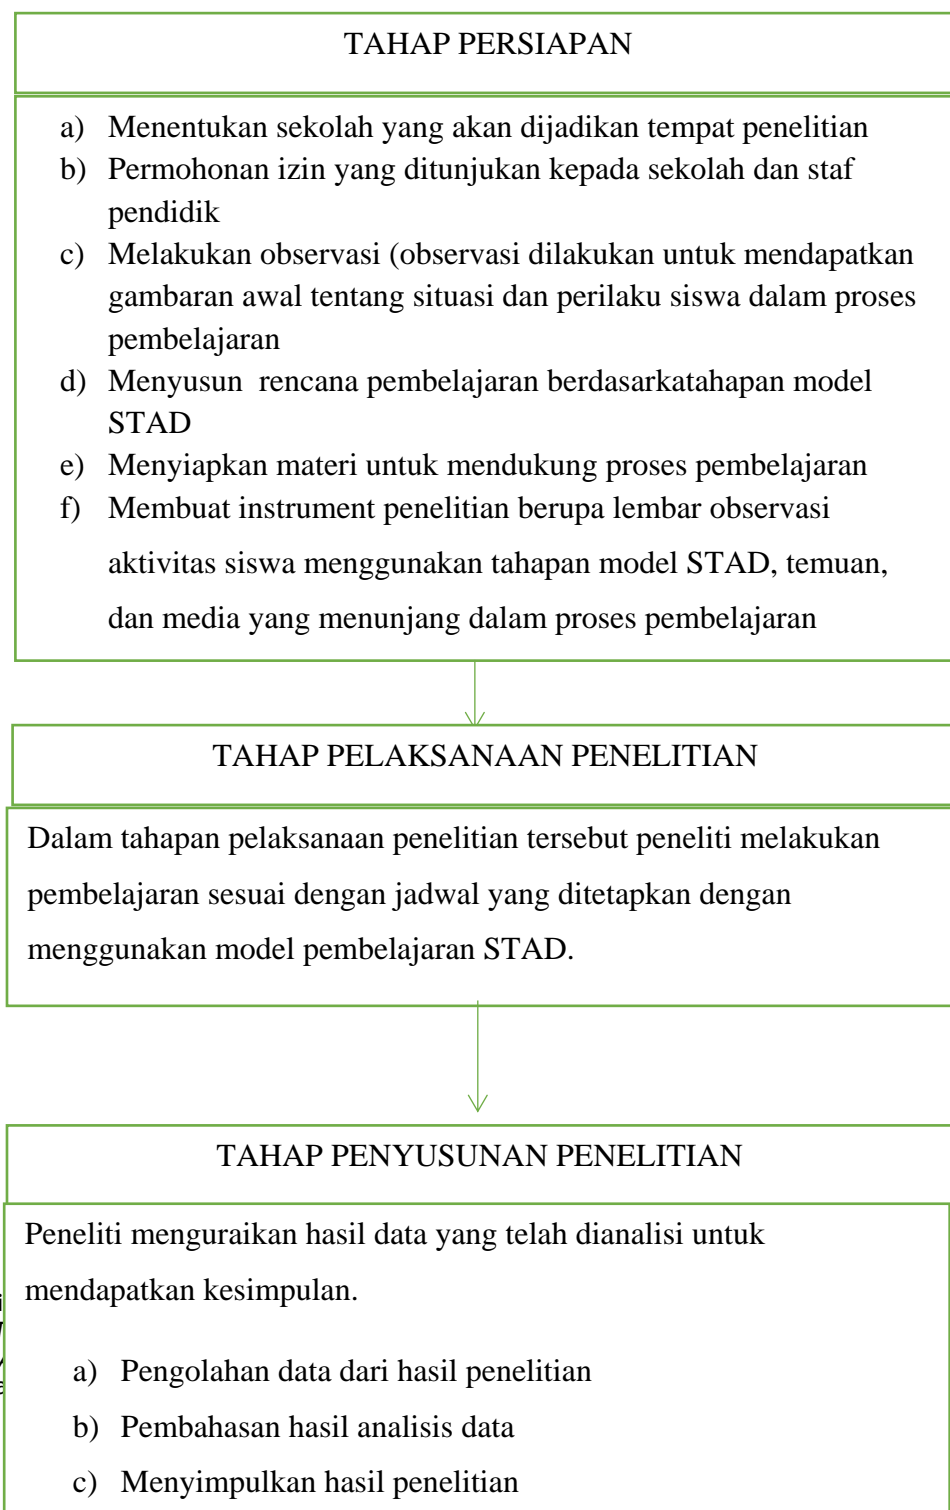 TAHAP PERSIAPAN
a) Menentukan sekolah yang akan dijadikan tempat penelitian
b) Permohonan izin yang ditunjukan kepada sekolah dan staf
pendidik
c) Melakukan observasi (observasi dilakukan untuk mendapatkan
gambaran awal tentang situasi dan perilaku siswa dalam proses
pembelajaran
d) Menyusun rencana pembelajaran berdasarkatahapan model
STAD
e) Menyiapkan materi untuk mendukung proses pembelajaran
f) Membuat instrument penelitian berupa lembar observasi
aktivitas siswa menggunakan tahapan model STAD, temuan,
dan media yang menunjang dalam proses pembelajaran
TAHAP PELAKSANAAN PENELITIAN
Dalam tahapan pelaksanaan penelitian tersebut peneliti melakukan
pembelajaran sesuai dengan jadwal yang ditetapkan dengan
menggunakan model pembelajaran STAD.
TAHAP PENYUSUNAN PENELITIAN
Peneliti menguraikan hasil data yang telah dianalisi untuk
mendapatkan kesimpulan.
a) Pengolahan data dari hasil penelitian
b) Pembahasan hasil analisis data
c) Menyimpulkan hasil penelitian